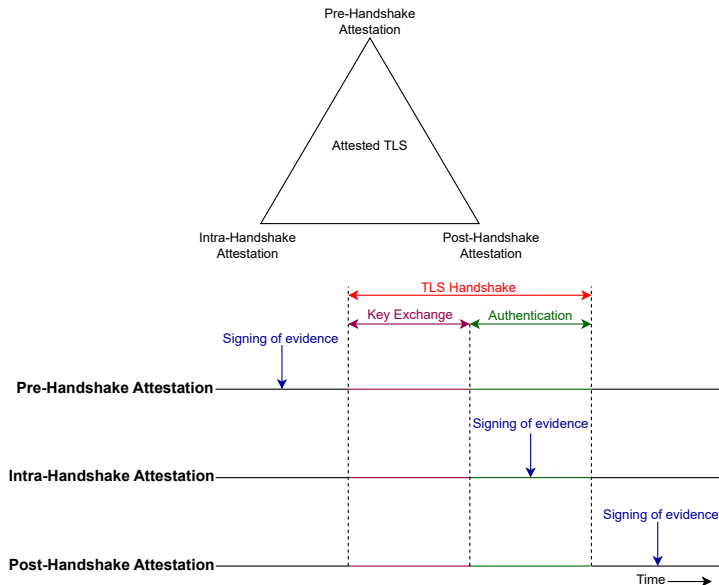 Pre-Handshake
Attestation
Attested TLS
Intra-Handshake
Attestation
Post-Handshake
Attestation
TLS Handshake
Key Exchange
Authentication
Signing of evidence
Pre-Handshake Attestation
Signing of evidence
Intra-Handshake Attestation
Signing of evidence
Post-Handshake Attestation
Time